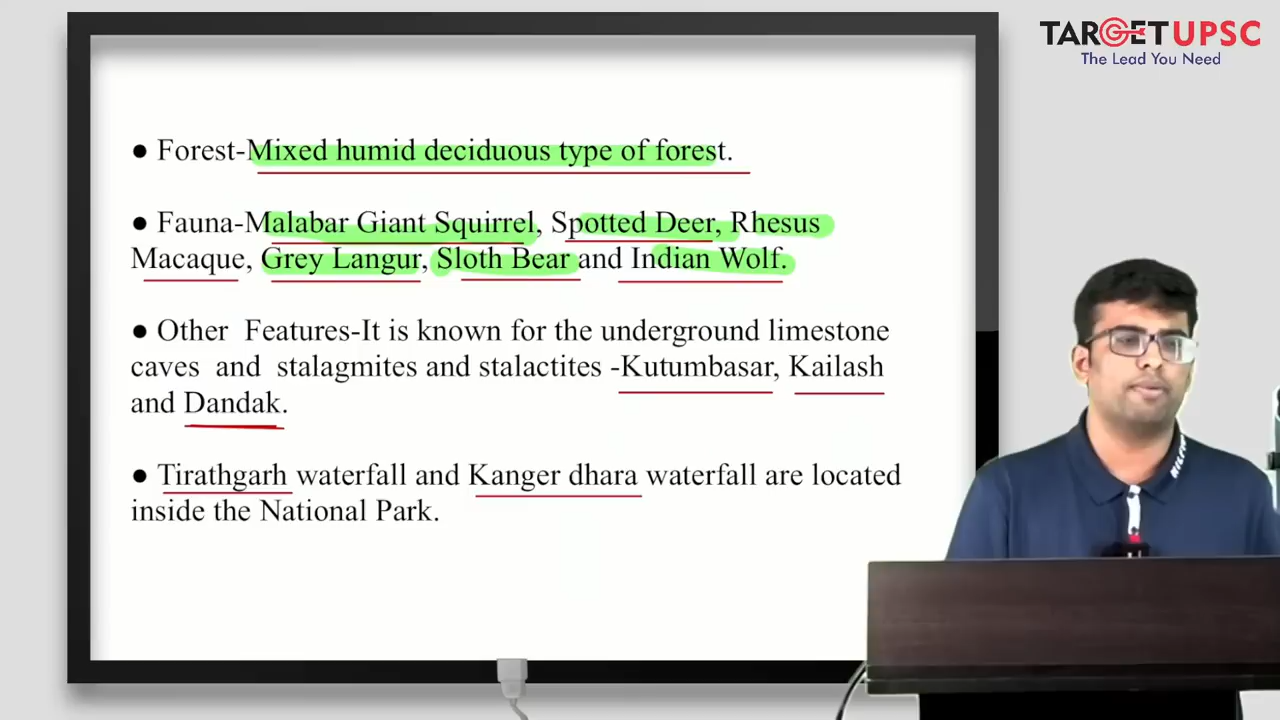 TARGET UPSC
The Lead You Need
● Forest-Mixed humid deciduous type of forest.
● Fauna-Malabar Giant Squirrel, Spotted Deer, Rhesus
Macaque, Grey Langur, Sloth Bear and Indian Wolf.
● Other Features-It is known for the underground limestone
caves and stalagmites and stalactites -Kutumbasar, Kailash
and Dandak.
● Tirathgarh waterfall and Kanger dhara waterfall are located
inside the National Park.